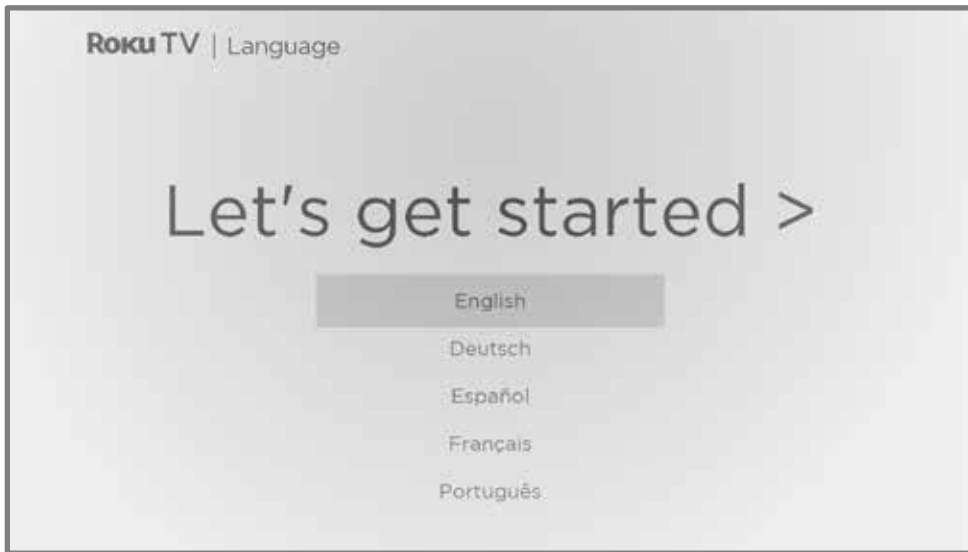 Roku TV | Language
Let's get started >
English
Deutsch
Español
Français
Português